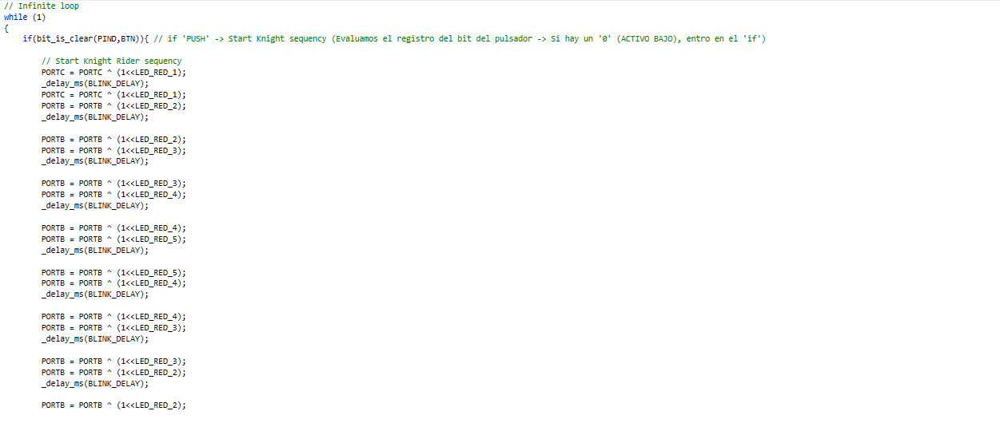 // Infinite loop
while (1)
{
if(bit_is_clear(PIND,BTN)){ // if 'PUSH' -> Start Knight sequency (Evaluamos el registro del bit del pulsador -> Si hay un '0' (ACTIVO BAJO), entro en el 'if')
// Start Knight Rider sequency
PORTC = PORTC ^ (1<<LED_RED_1);
_delay_ms(BLINK_DELAY);
PORTC = PORTC ^ (1<<LED_RED_1);
PORTB = PORTB ^ (1<<LED_RED_2);
_delay_ms(BLINK_DELAY);
PORTB = PORTB ^ (1<<LED_RED_2);
PORTB = PORTB ^ (1<<LED_RED_3);
_delay_ms(BLINK_DELAY);
PORTB = PORTB ^ (1<<LED_RED_3);
PORTB = PORTB ^ (1<<LED_RED_4);
_delay_ms(BLINK_DELAY);
PORTB = PORTB ^ (1<<LED_RED_4);
PORTB = PORTB ^ (1<<LED_RED_5);
_delay_ms(BLINK_DELAY);
PORTB = PORTB ^ (1<<LED_RED_5);
PORTB = PORTB ^ (1<<LED_RED_4);
_delay_ms(BLINK_DELAY);
PORTB = PORTB ^ (1<<LED_RED_4);
PORTB = PORTB ^ (1<<LED_RED_3);
_delay_ms(BLINK_DELAY);
PORTB = PORTB ^ (1<<LED_RED_3);
PORTB = PORTB ^ (1<<LED_RED_2);
_delay_ms(BLINK_DELAY);
PORTB = PORTB ^ (1<<LED_RED_2);